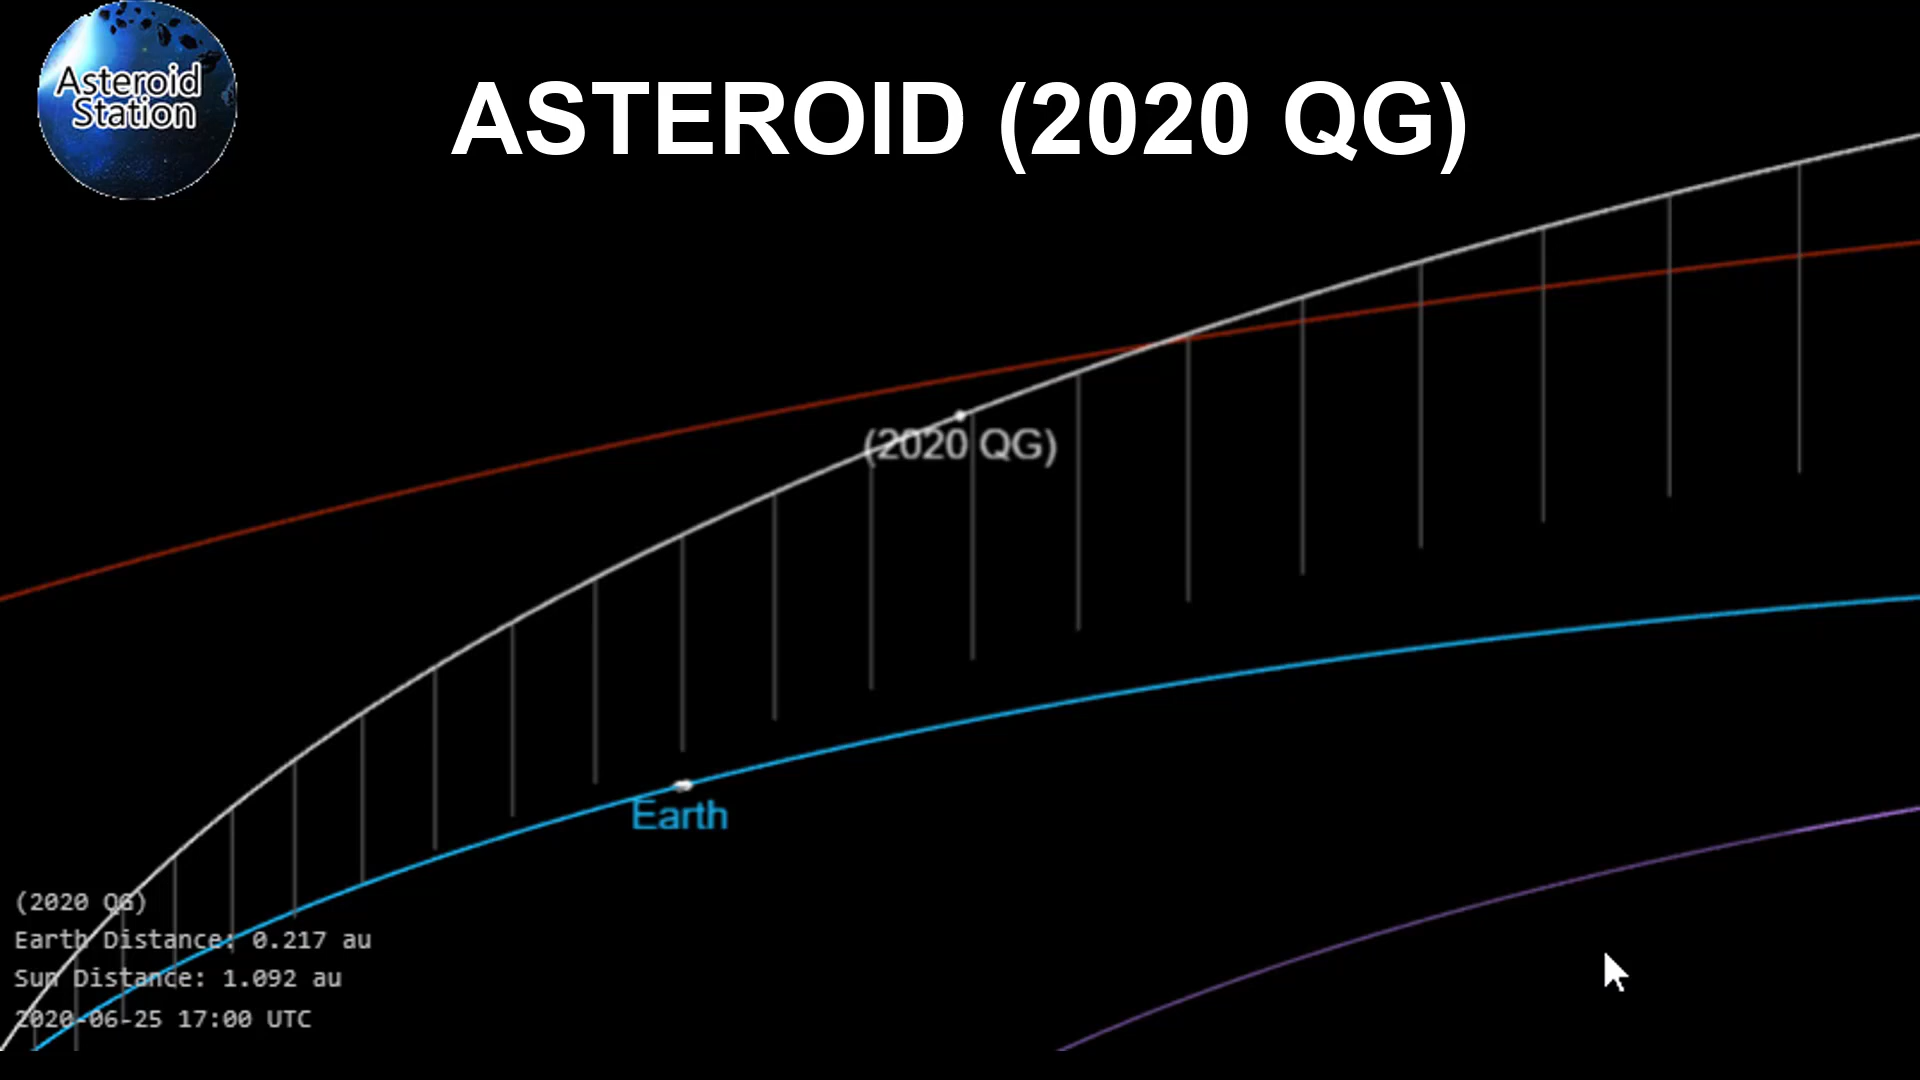 Asteroid
Station
ASTEROID (2020 QG)
(2020 QG)
Earth
(2020 QG)
Earth Distance: 0.217 au
Sun Distance: 1.092 au
2020-06-25 17:00 UTC